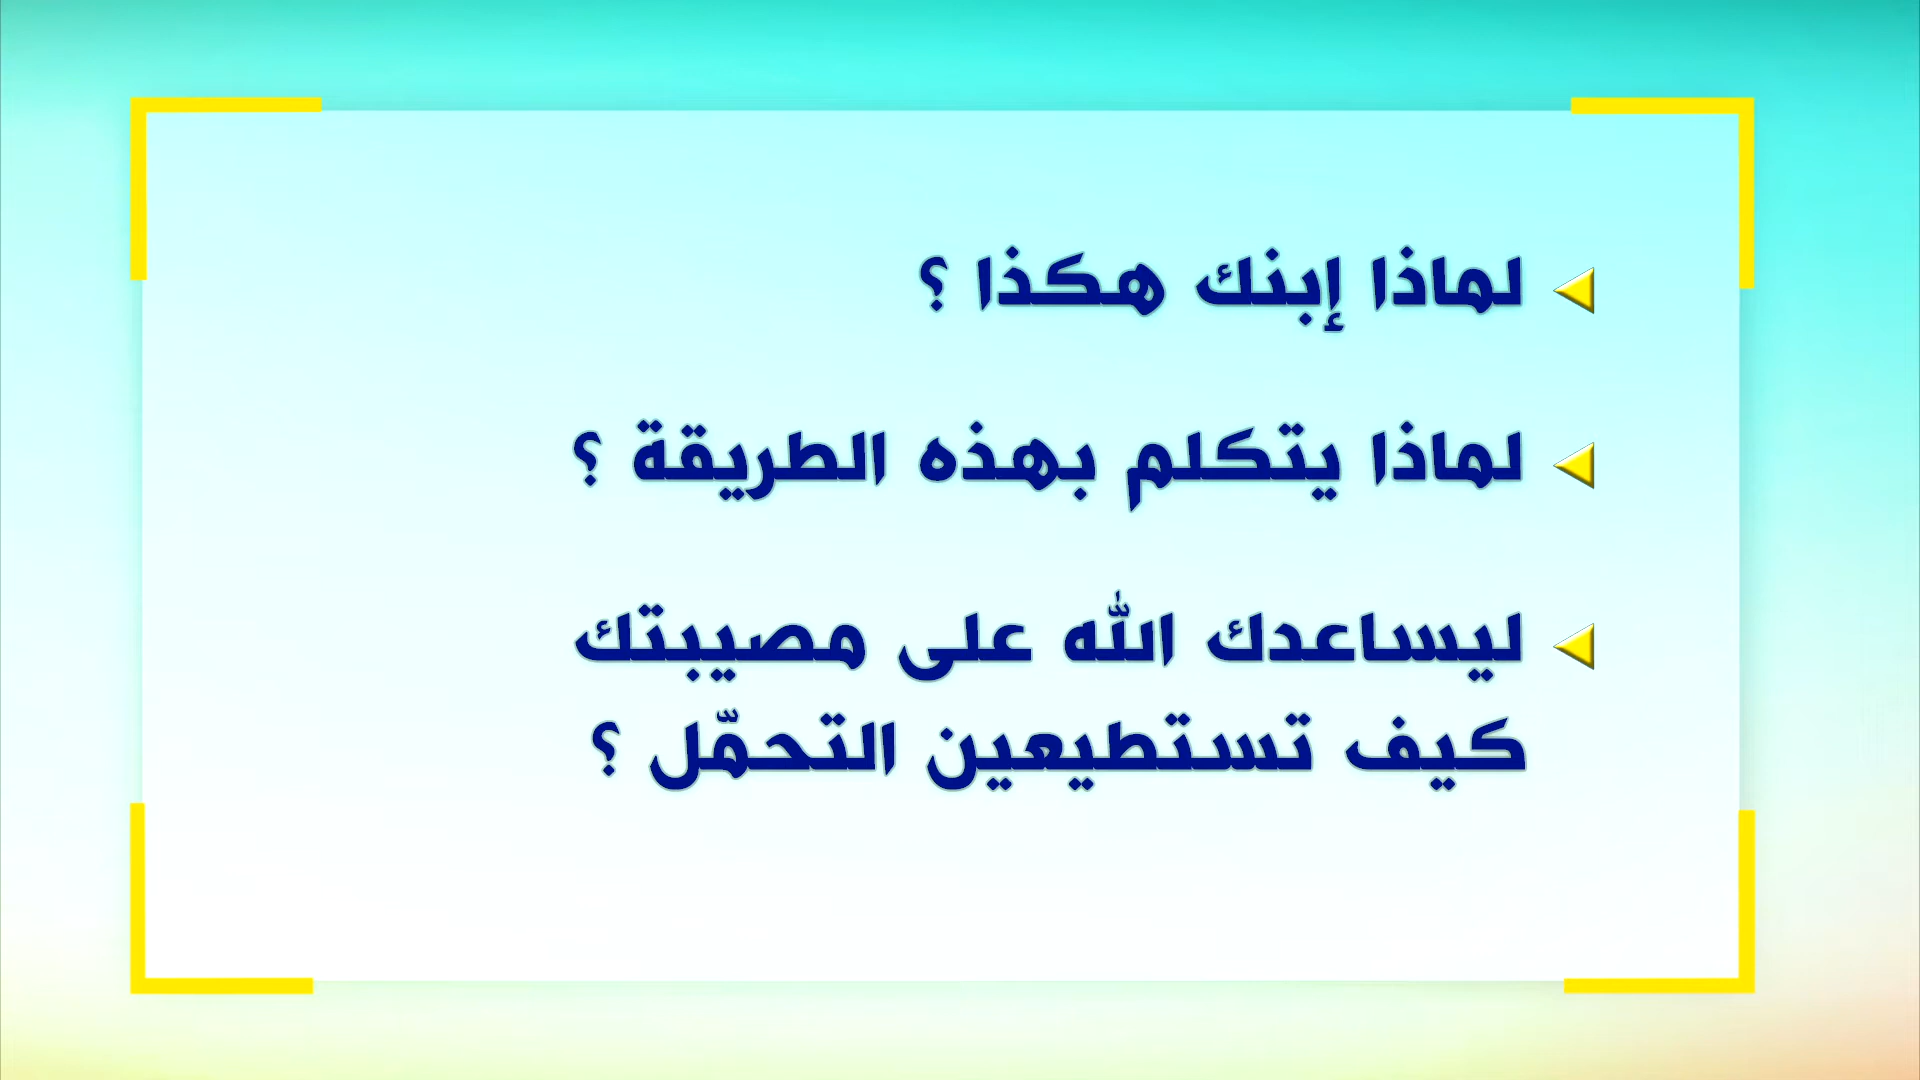 لماذا إبنك هكذا ؟
لماذا يتكلم بهذه الطريقة ؟
ليساعدك الله على مصيبتك
كيف تستطيعين التحمّل ؟